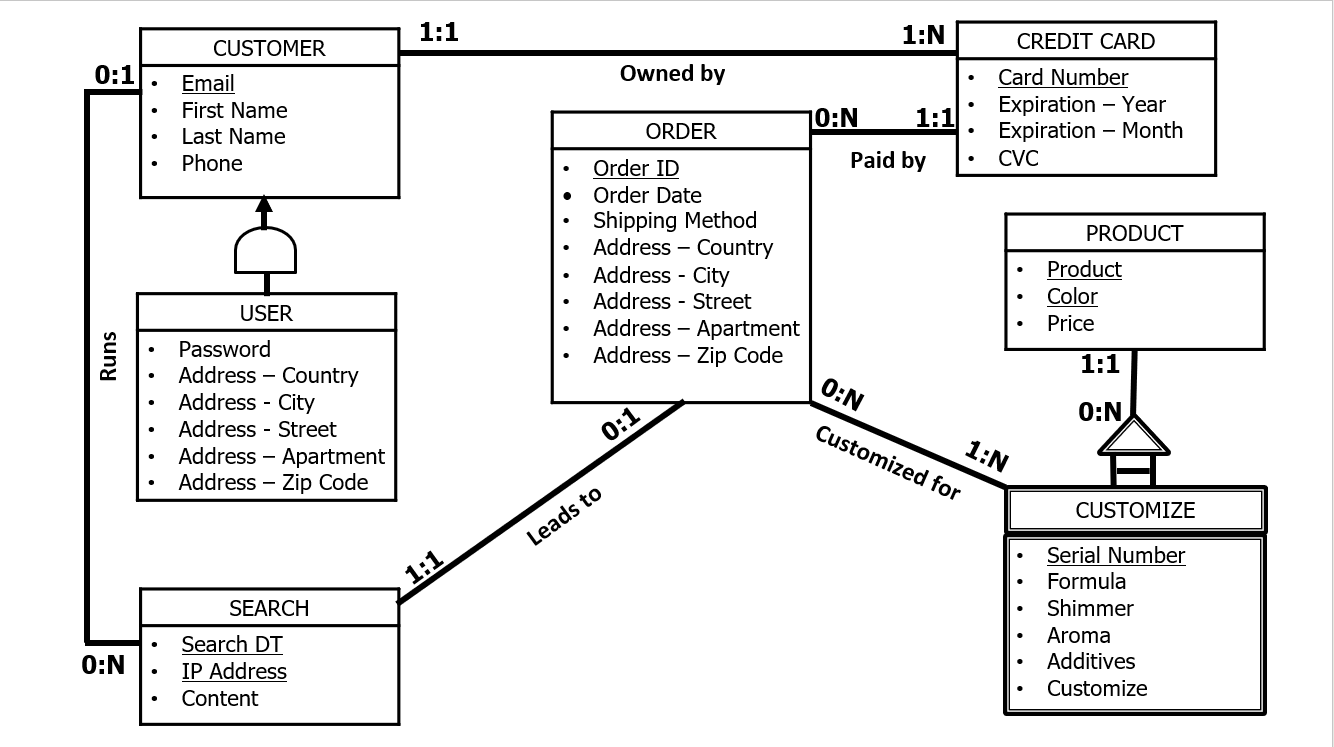 CUSTOMER
• Email
• First Name
• Last Name
• Phone
1:1
1:N
Owned by
CREDIT CARD
• Card Number
• Expiration – Year
• Expiration – Month
• CVC
0:1
ORDER
• Order ID
• Order Date
• Shipping Method
• Address – Country
• Address - City
• Address - Street
• Address – Apartment
• Address – Zip Code
0:N
1:1
Paid by
PRODUCT
• Product
• Color
• Price
USER
• Password
• Address – Country
• Address - City
• Address - Street
• Address – Apartment
• Address – Zip Code
Runs
1:1
0:N
0:1
Leads to
1:1
0:N
Customized for
1:N
CUSTOMIZE
• Serial Number
• Formula
• Shimmer
• Aroma
• Additives
• Customize
SEARCH
• Search DT
• IP Address
• Content
0:N